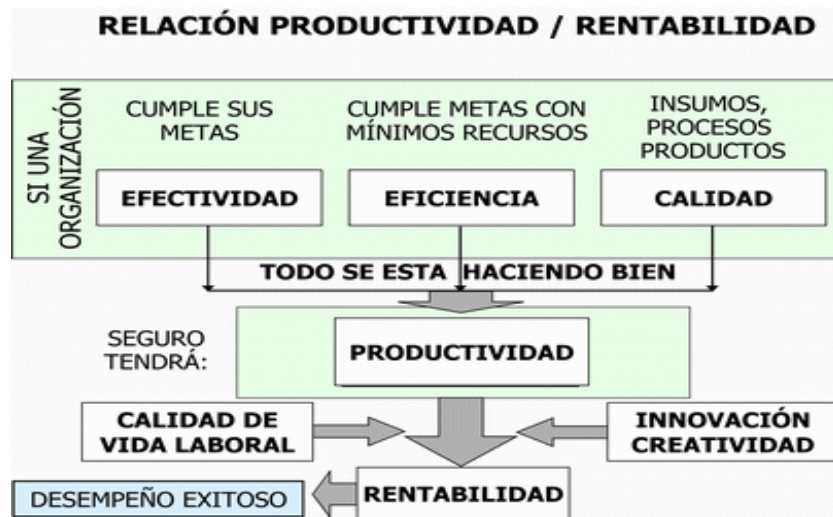 RELACIÓN PRODUCTIVIDAD / RENTABILIDAD
SI UNA
ORGANIZACIÓN
CUMPLE SUS
METAS
EFECTIVIDAD
CUMPLE METAS CON
MÍNIMOS RECURSOS
EFICIENCIA
INSUMOS,
PROCESOS
PRODUCTOS
CALIDAD
TODO SE ESTA HACIENDO BIEN
SEGURO
TENDRÁ:
PRODUCTIVIDAD
CALIDAD DE
VIDA LABORAL
INNOVACIÓN
CREATIVIDAD
RENTABILIDAD
DESEMPEÑO EXITOSO